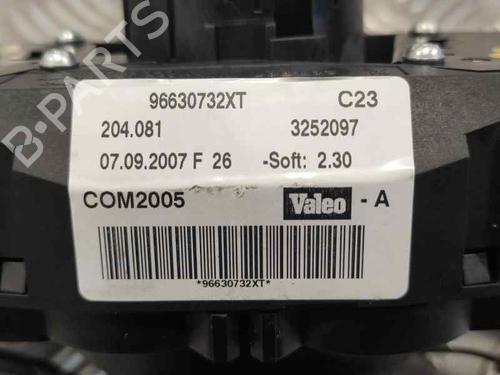 96630732XT C23
204.081 3252097
07.09.2007 F 26 -Soft: 2.30
COM2005 Valeo - A
*96630732XT*
B-PARTS